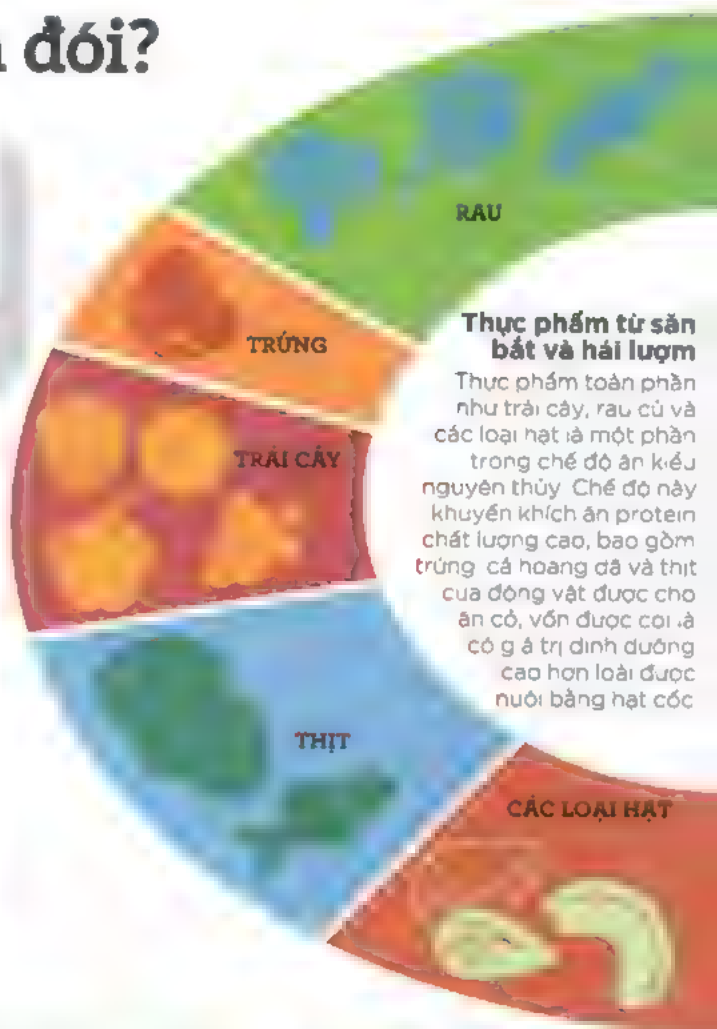 đói?
RAU
TRỨNG
TRÁI CÂY
THỊT
CÁC LOẠI HẠT
Thực phẩm từ săn
bắt và hái lượm
Thực phẩm toàn phần
như trái cây, rau củ và
các loại hạt là một phần
trong chế độ ăn kiểu
nguyên thủy Chế độ này
khuyến khích ăn protein
chất lượng cao, bao gồm
trứng cá hoang dã và thịt
của động vật được cho
ăn cỏ, vốn được coi là
có giá trị dinh dưỡng
cao hơn loài được
nuôi bằng hạt cốc